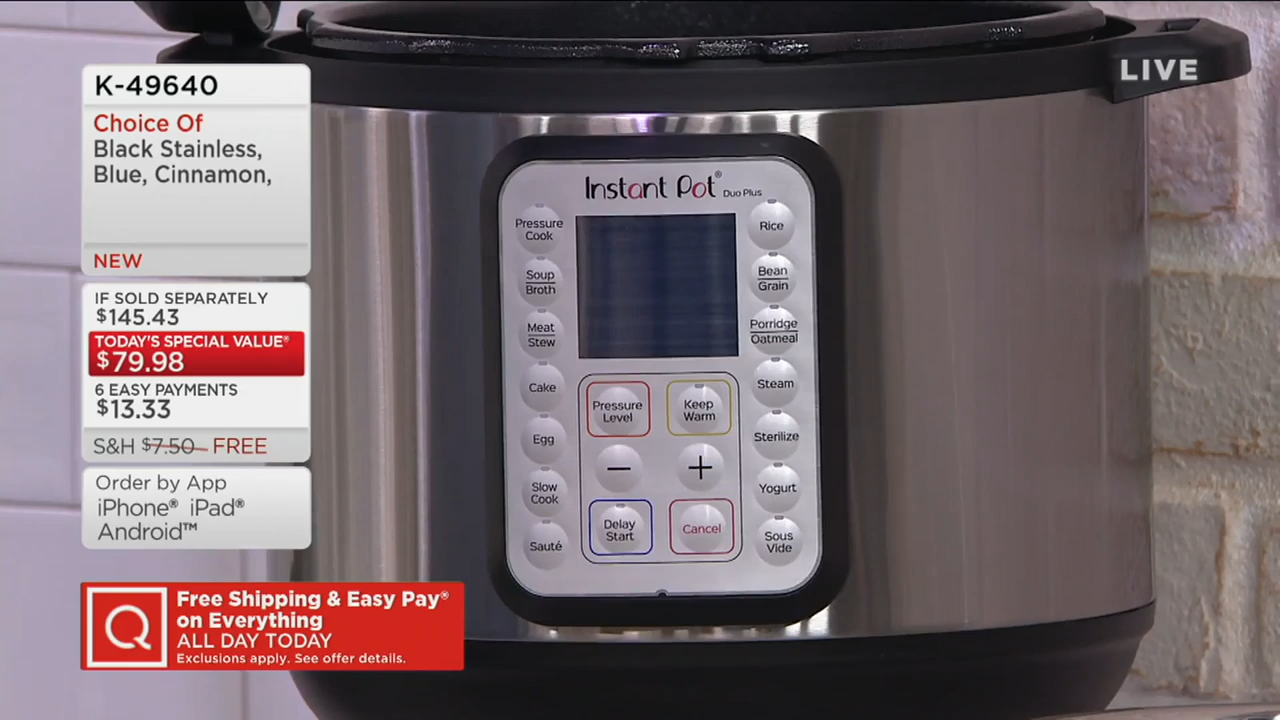 K-49640
Choice Of
Black Stainless,
Blue, Cinnamon,
NEW
IF SOLD SEPARATELY
$145.43
TODAY'S SPECIAL VALUE®
$79.98
6 EASY PAYMENTS
$13.33
S&H $7.50 FREE
Order by App
iPhone® iPad®
Android™
Q
Free Shipping & Easy Pay®
on Everything
ALL DAY TODAY
Exclusions apply. See offer details.
LIVE
Instant Pot® Duo Plus
Pressure
Cook
Soup
Broth
Meat
Stew
Cake
Egg
Slow
Cook
Sauté
Pressure
Level
Keep
Warm
−
+
Delay
Start
Cancel
Rice
Bean
Grain
Porridge
Oatmeal
Steam
Sterilize
Yogurt
Sous
Vide